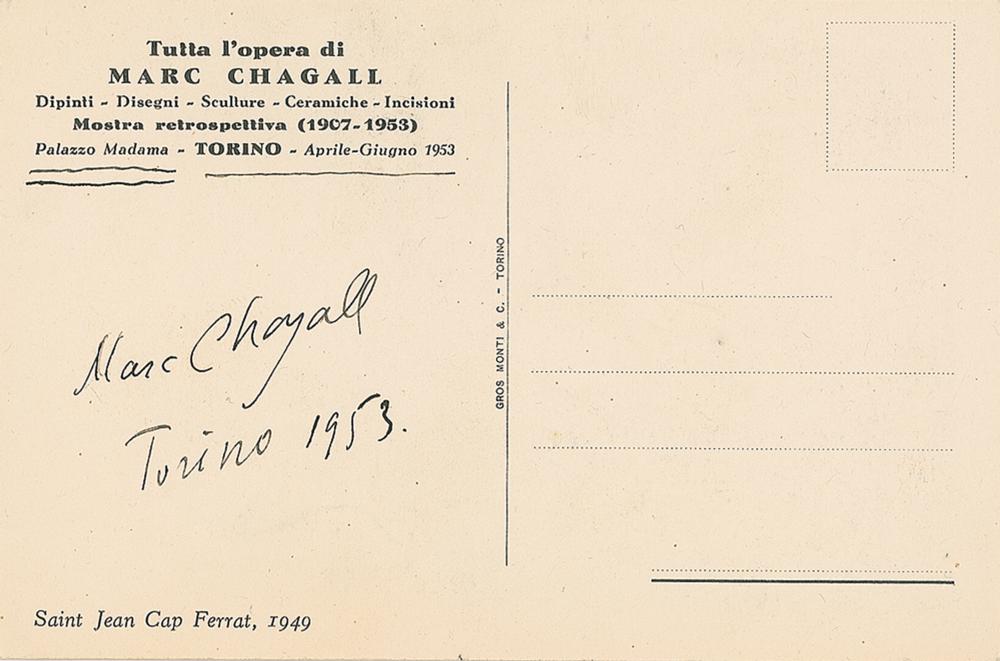 Tutta l'opera di
MARC CHAGALL
Dipinti - Disegni - Sculture - Ceramiche - Incisioni
Mostra retrospettiva (1907-1953)
Palazzo Madama - TORINO - Aprile-Giugno 1953
Marc Chagall
Torino 1953.
Saint Jean Cap Ferrat, 1949
GROS MONTI & C. - TORINO